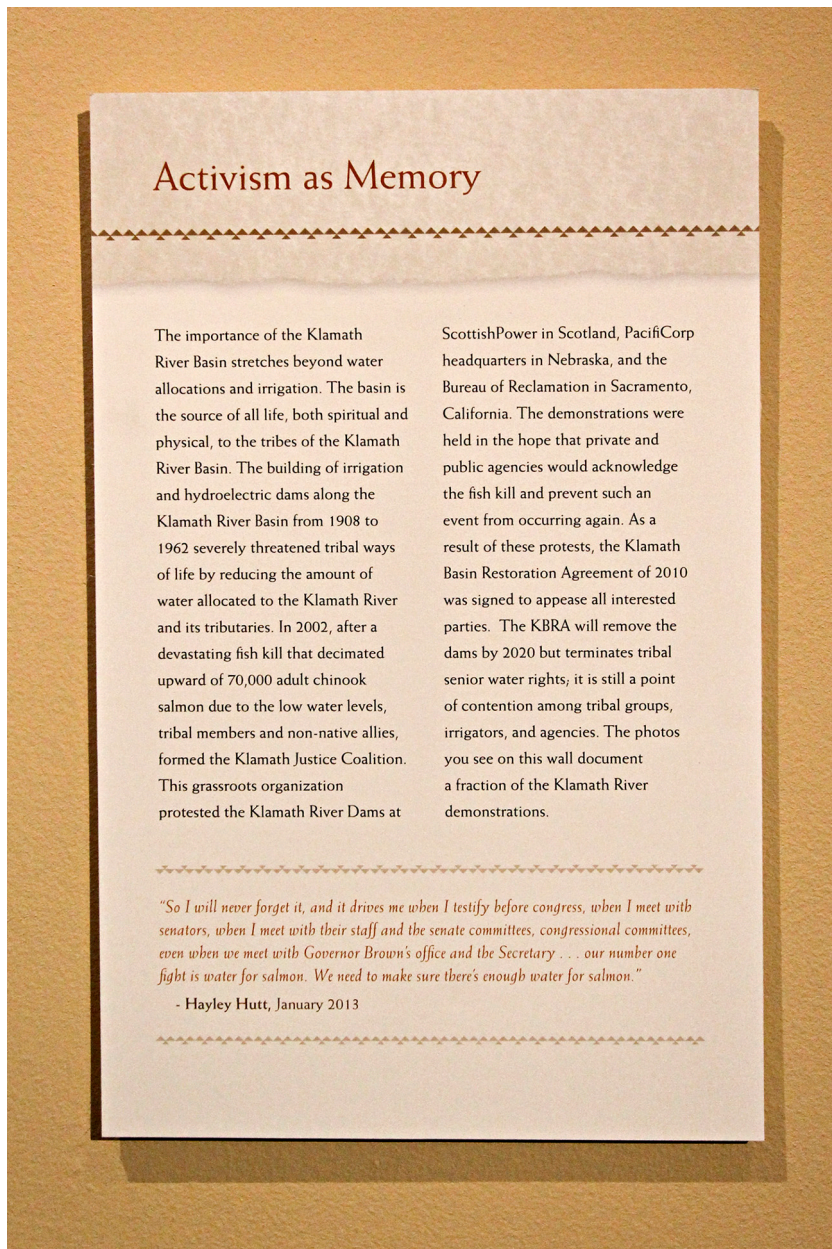 Activism as Memory
The importance of the Klamath
River Basin stretches beyond water
allocations and irrigation. The basin is
the source of all life, both spiritual and
physical, to the tribes of the Klamath
River Basin. The building of irrigation
and hydroelectric dams along the
Klamath River Basin from 1908 to
1962 severely threatened tribal ways
of life by reducing the amount of
water allocated to the Klamath River
and its tributaries. In 2002, after a
devastating fish kill that decimated
upward of 70,000 adult chinook
salmon due to the low water levels,
tribal members and non-native allies,
formed the Klamath Justice Coalition.
This grassroots organization
protested the Klamath River Dams at
ScottishPower in Scotland, PacifiCorp
headquarters in Nebraska, and the
Bureau of Reclamation in Sacramento,
California. The demonstrations were
held in the hope that private and
public agencies would acknowledge
the fish kill and prevent such an
event from occurring again. As a
result of these protests, the Klamath
Basin Restoration Agreement of 2010
was signed to appease all interested
parties. The KBRA will remove the
dams by 2020 but terminates tribal
senior water rights; it is still a point
of contention among tribal groups,
irrigators, and agencies. The photos
you see on this wall document
a fraction of the Klamath River
demonstrations.
"So I will never forget it, and it drives me when I testify before congress, when I meet with
senators, when I meet with their staff and the senate committees, congressional committees,
even when we meet with Governor Brown's office and the Secretary . . . our number one
fight is water for salmon. We need to make sure there's enough water for salmon."
- Hayley Hutt, January 2013